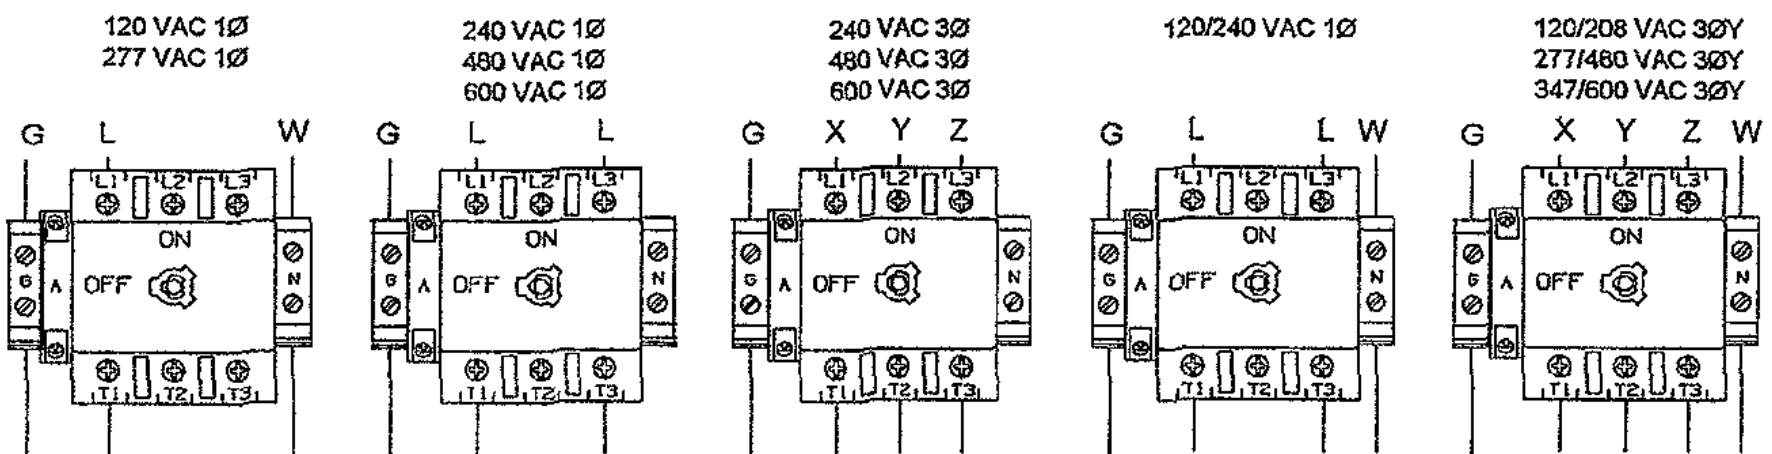 120 VAC 1Ø
277 VAC 1Ø
G L W
L1 L2 L3
ON
OFF
G A N
T1 T2 T3
240 VAC 1Ø
480 VAC 1Ø
600 VAC 1Ø
G L L
L1 L2 L3
ON
OFF
G A N
T1 T2 T3
240 VAC 3Ø
480 VAC 3Ø
600 VAC 3Ø
G X Y Z
L1 L2 L3
ON
OFF
G A N
T1 T2 T3
120/240 VAC 1Ø
G L L W
L1 L2 L3
ON
OFF
G A N
T1 T2 T3
120/208 VAC 3ØY
277/480 VAC 3ØY
347/600 VAC 3ØY
G X Y Z W
L1 L2 L3
ON
OFF
G A N
T1 T2 T3